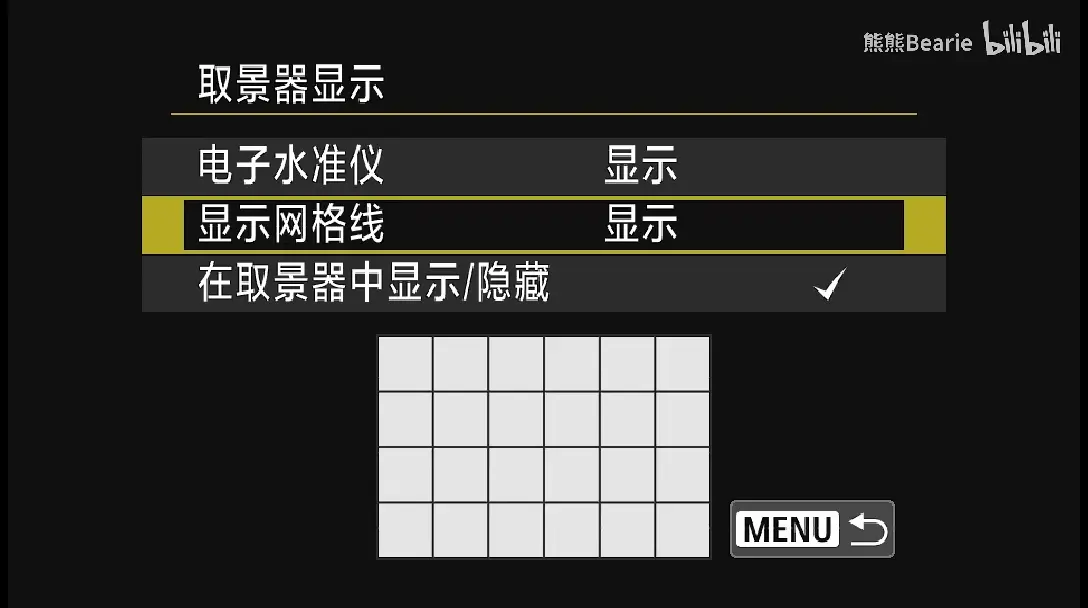 熊熊Bearie bilibili
取景器显示
电子水准仪 显示
显示网格线 显示
在取景器中显示/隐藏
MENU